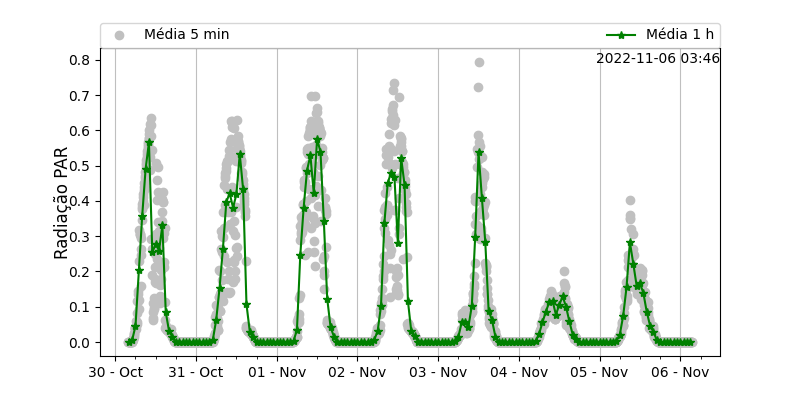 Média 5 min
Média 1 h
2022-11-06 03:46
Radiação PAR
0.8
0.7
0.6
0.5
0.4
0.3
0.2
0.1
0.0
30 - Oct
31 - Oct
01 - Nov
02 - Nov
03 - Nov
04 - Nov
05 - Nov
06 - Nov